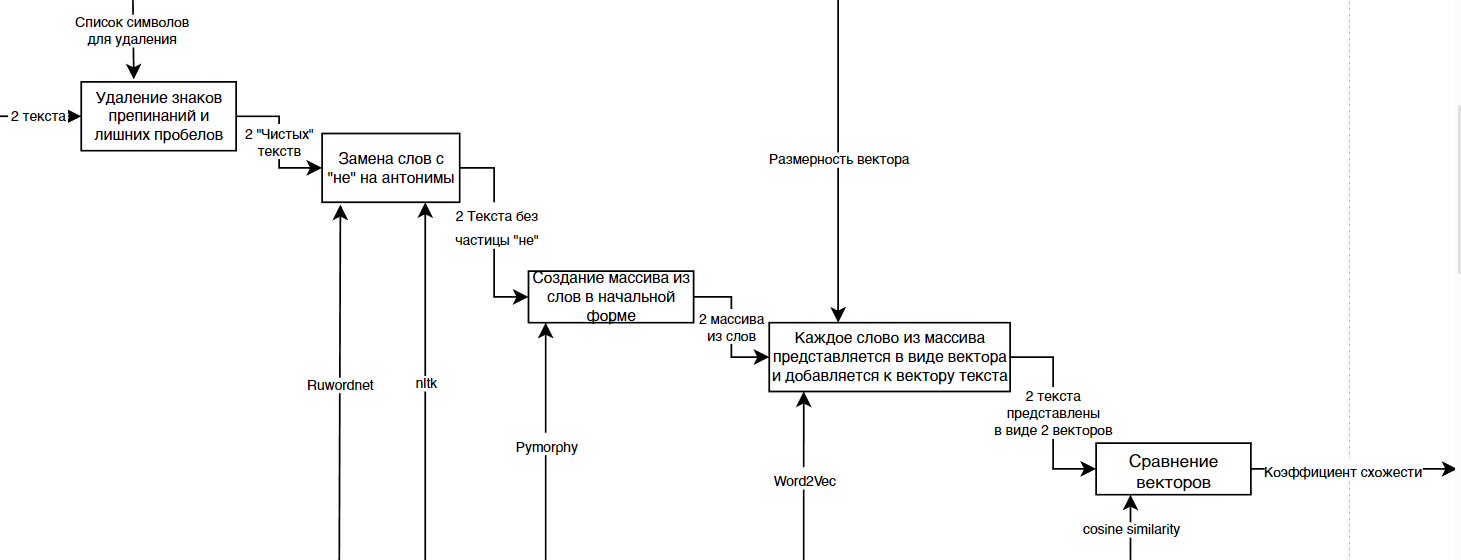 Список символов
для удаления
2 текста
Удаление знаков
препинаний и
лишних пробелов
2 "Чистых"
текств
Замена слов с
"не" на антонимы
2 Текста без
частицы "не"
Размерность вектора
Создание массива из
слов в начальной
форме
2 массива
из слов
Каждое слово из массива
представляется в виде вектора
и добавляется к вектору текста
Ruwordnet
nltk
Pymorphy
Word2Vec
2 текста
представлены
в виде 2 векторов
Сравнение
векторов
Коэффициент схожести
cosine similarity